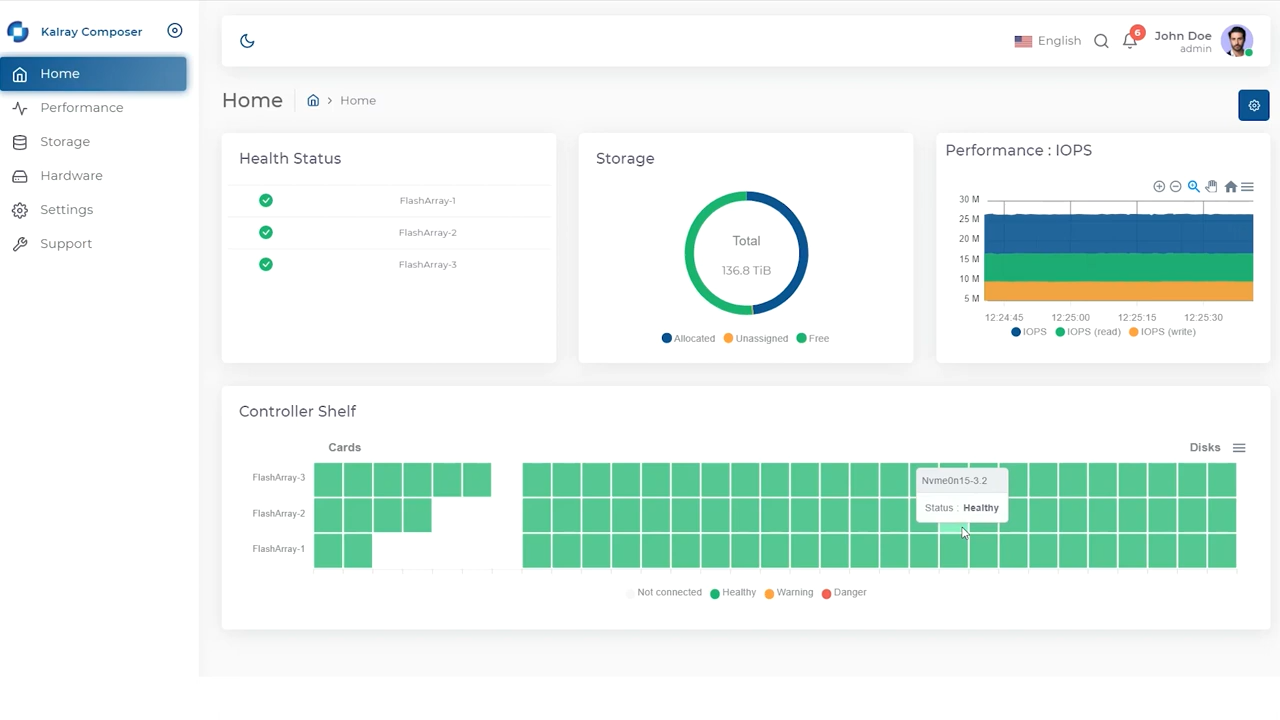 Kalray Composer
English
6
John Doe
admin
Home
Performance
Storage
Hardware
Settings
Support
Home
Home
Health Status
FlashArray-1
FlashArray-2
FlashArray-3
Storage
Total
136.8 TiB
Allocated Unassigned Free
Performance : IOPS
30 M
25 M
20 M
15 M
10 M
5 M
12:24:45 12:25:00 12:25:15 12:25:30
IOPS IOPS (read) IOPS (write)
Controller Shelf
Cards Disks
FlashArray-3
FlashArray-2
FlashArray-1
Nvme0n15-3.2
Status : Healthy
Not connected Healthy Warning Danger